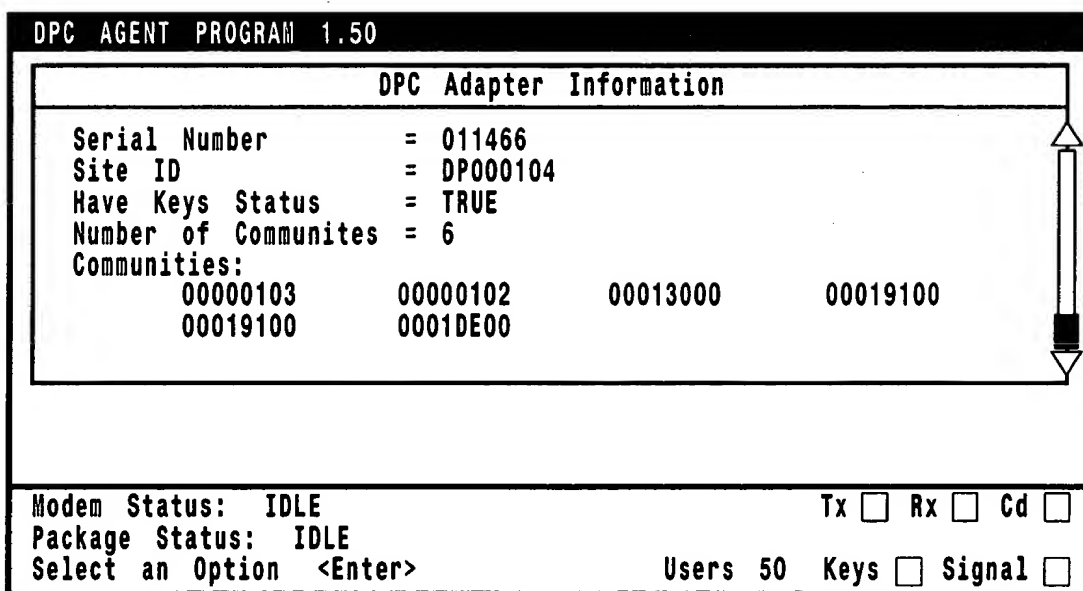 DPC AGENT PROGRAM 1.50
DPC Adapter Information
Serial Number = 011466
Site ID = DP000104
Have Keys Status = TRUE
Number of Communites = 6
Communities:
00000103 00000102 00013000 00019100
00019100 0001DE00
Modem Status: IDLE Tx Rx Cd
Package Status: IDLE
Select an Option <Enter> Users 50 Keys Signal